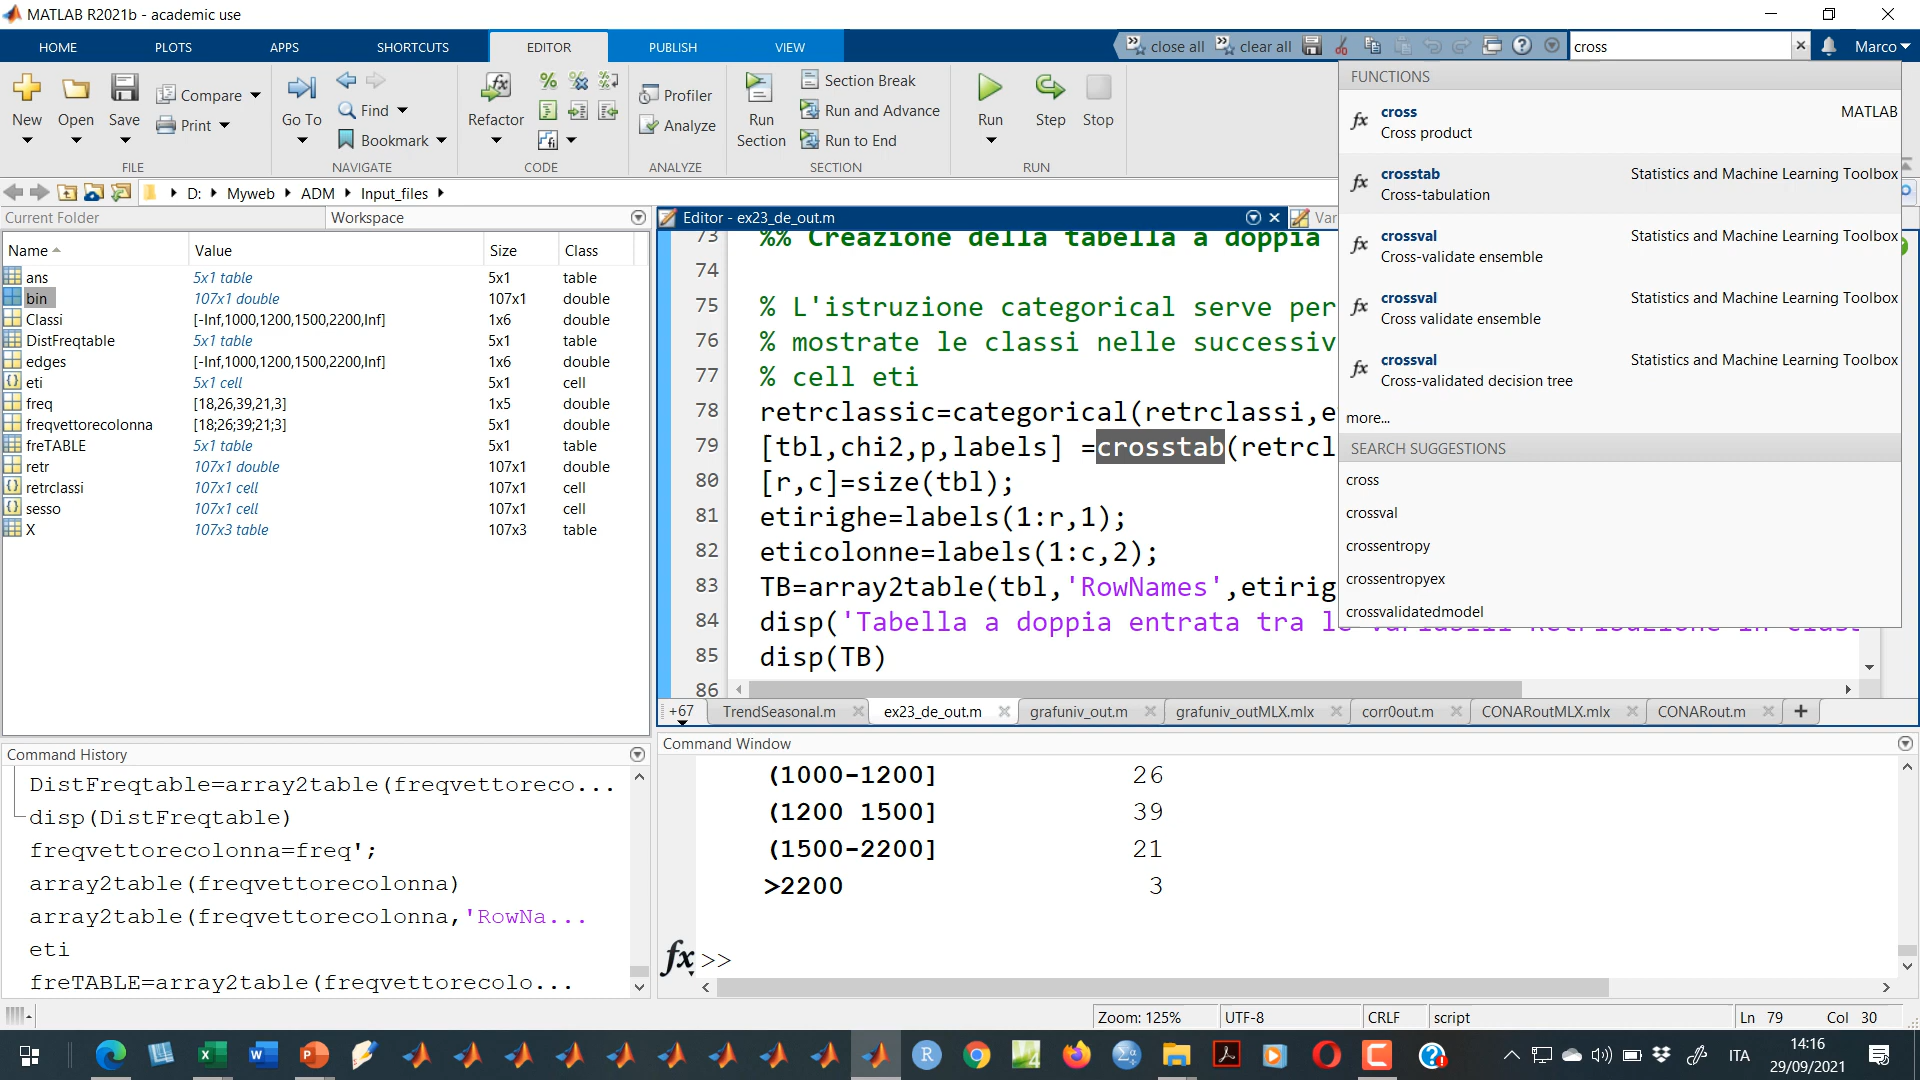 MATLAB R2021b - academic use
HOME PLOTS APPS SHORTCUTS EDITOR PUBLISH VIEW close all clear all cross Marco
New Open Save Compare Print Go To Find Bookmark Refactor Profiler Analyze Run Section Section Break Run and Advance Run to End Run Step Stop
FILE NAVIGATE CODE ANALYZE SECTION RUN
D: Myweb ADM Input_files
Current Folder Workspace
Name Value Size Class
ans 5x1 table 5x1 table
bin 107x1 double 107x1 double
Classi [-Inf,1000,1200,1500,2200,Inf] 1x6 double
DistFreqtable 5x1 table 5x1 table
edges [-Inf,1000,1200,1500,2200,Inf] 1x6 double
eti 5x1 cell 5x1 cell
freq [18,26,39,21,3] 1x5 double
freqvettorecolonna [18;26;39;21;3] 5x1 double
freTABLE 5x1 table 5x1 table
retr 107x1 double 107x1 double
retrclassi 107x1 cell 107x1 cell
sesso 107x1 cell 107x1 cell
X 107x3 table 107x3 table
Editor - ex23_de_out.m Var
73 %% Creazione della tabella a doppia
74
75 % L'istruzione categorical serve per
76 % mostrate le classi nelle successiv
77 % cell eti
78 retrclassic=categorical(retrclassi,e
79 [tbl,chi2,p,labels] =crosstab(retrcl
80 [r,c]=size(tbl);
81 etirighe=labels(1:r,1);
82 eticolonne=labels(1:c,2);
83 TB=array2table(tbl,'RowNames',etirig
84 disp('Tabella a doppia entrata tra le variabili Retribuzione in clas
85 disp(TB)
86
FUNCTIONS
cross MATLAB
Cross product
crosstab Statistics and Machine Learning Toolbox
Cross-tabulation
crossval Statistics and Machine Learning Toolbox
Cross-validate ensemble
crossval Statistics and Machine Learning Toolbox
Cross validate ensemble
crossval Statistics and Machine Learning Toolbox
Cross-validated decision tree
more...
SEARCH SUGGESTIONS
cross
crossval
crossentropy
crossentropyex
crossvalidatedmodel
+67 TrendSeasonal.m ex23_de_out.m grafuniv_out.m grafuniv_outMLX.mlx corr0out.m CONARoutMLX.mlx CONARout.m +
Command History
DistFreqtable=array2table(freqvettoreco...
disp(DistFreqtable)
freqvettorecolonna=freq';
array2table(freqvettorecolonna)
array2table(freqvettorecolonna,'RowNa...
eti
freTABLE=array2table(freqvettorecolo...
Command Window
(1000-1200] 26
(1200 1500] 39
(1500-2200] 21
>2200 3
fx >>
Zoom: 125% UTF-8 CRLF script Ln 79 Col 30
ITA 14:16
29/09/2021